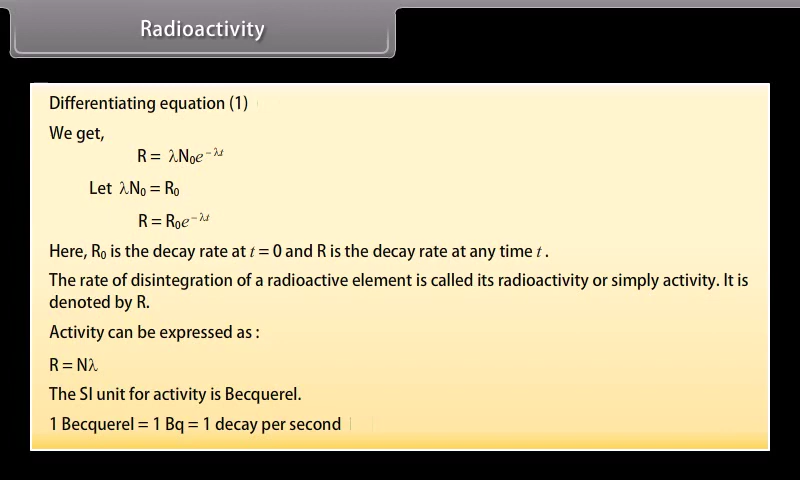 Radioactivity
Differentiating equation (1)
We get,
R = λN₀e⁻ᵏᵗ
Let λN₀ = R₀
R = R₀e^{−λt}
Here, R₀ is the decay rate at t = 0 and R is the decay rate at any time t .
The rate of disintegration of a radioactive element is called its radioactivity or simply activity. It is
denoted by R.
Activity can be expressed as :
R = Nλ
The SI unit for activity is Becquerel.
1 Becquerel = 1 Bq = 1 decay per second